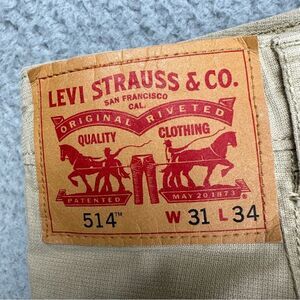 LEVI STRAUSS & CO.
SAN FRANCISCO
CAL.
ORIGINAL RIVETED
QUALITY CLOTHING
PATENTED MAY 20 1873
514™ W 31 L 34